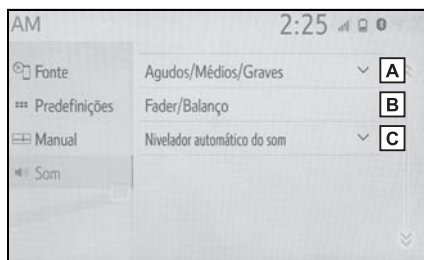 AM 2:25
Fonte
Agudos/Médios/Graves A
Predefinições
Fader/Balanço B
Manual
Nivelador automático do som C
Som